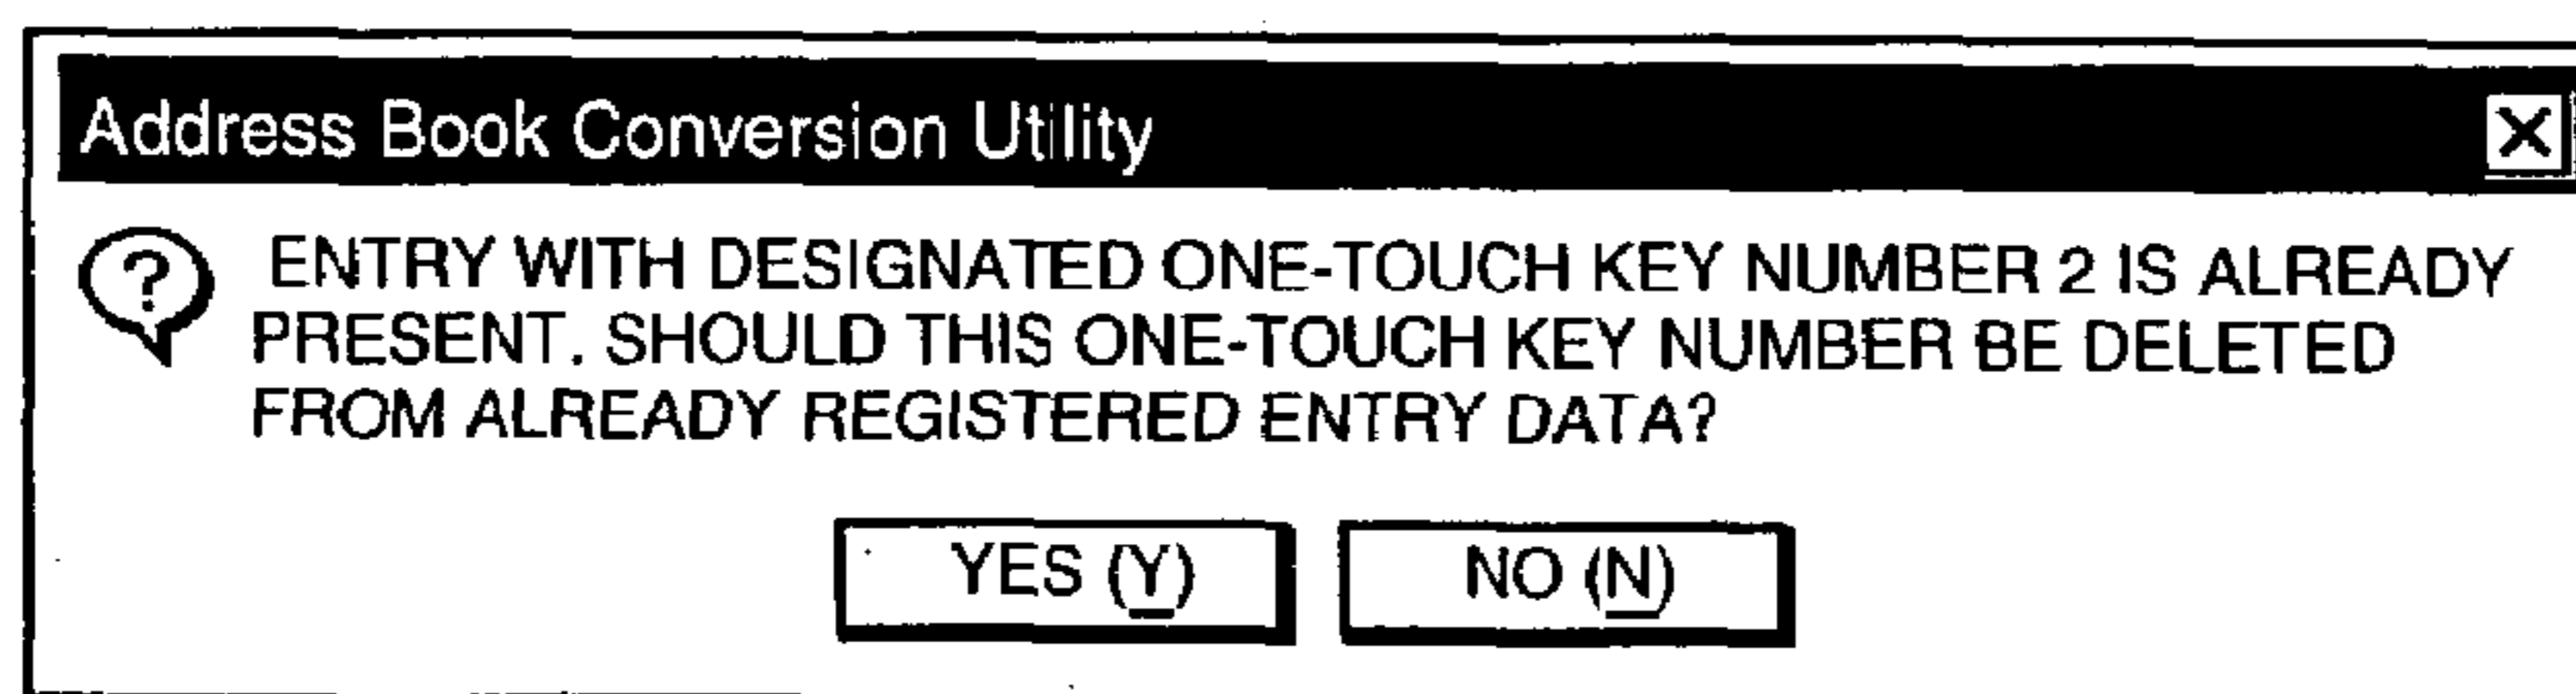 Address Book Conversion Utility
ENTRY WITH DESIGNATED ONE-TOUCH KEY NUMBER 2 IS ALREADY
PRESENT. SHOULD THIS ONE-TOUCH KEY NUMBER BE DELETED
FROM ALREADY REGISTERED ENTRY DATA?
YES (Y) NO (N)